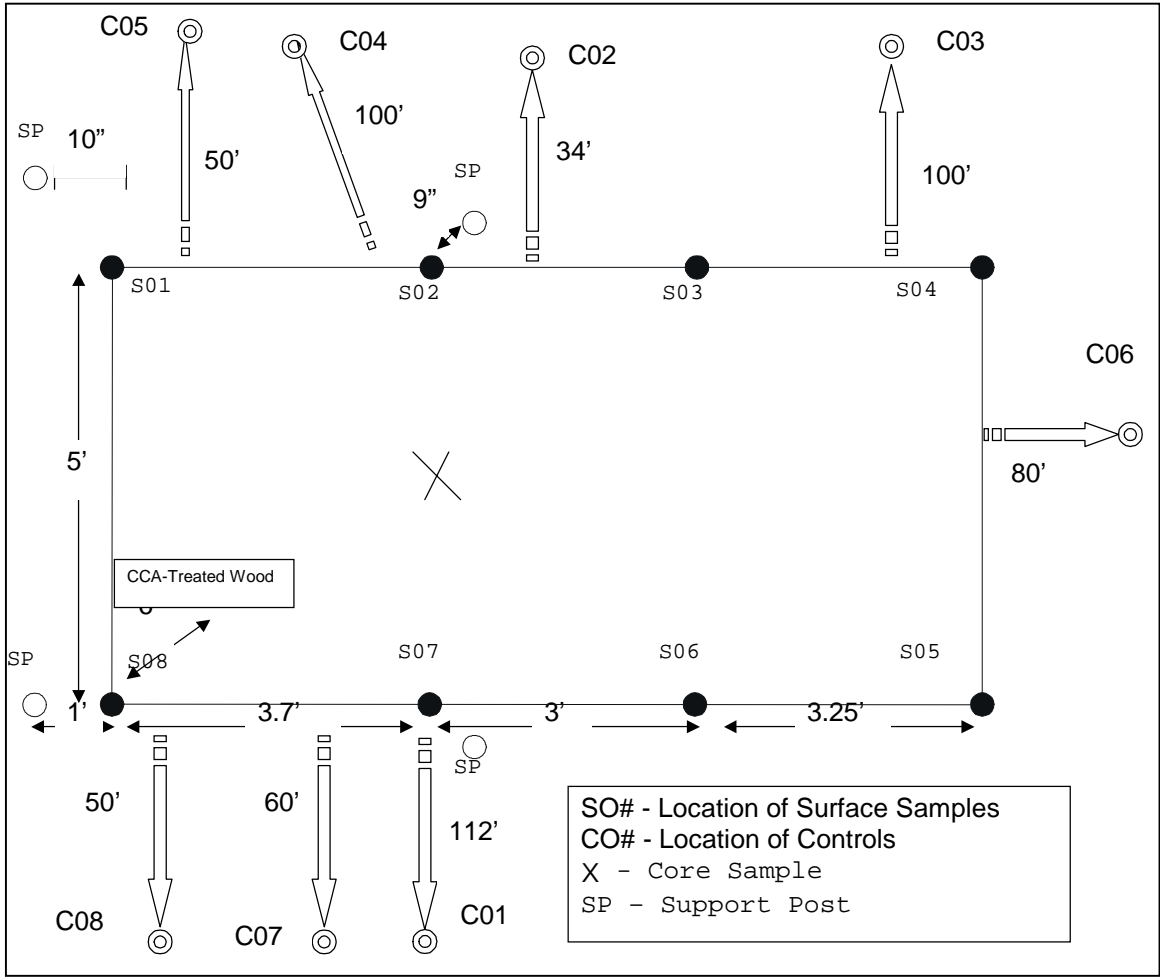 C05
C04
C02
C03
SP
10”
100’
50’
34’
SP
9”
100’
S01
S02
S03
S04
C06
5’
80’
CCA-Treated Wood
SP
S08
S07
S06
S05
1’
3.7’
3’
3.25’
SP
50’
60’
112’
C08
C07
C01
SO# - Location of Surface Samples
CO# - Location of Controls
X - Core Sample
SP – Support Post